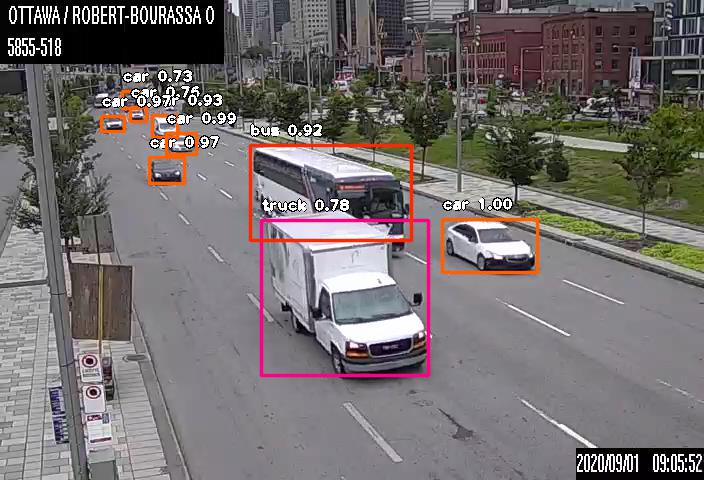 OTTAWA / ROBERT-BOURASSA O
5855-518
car 0.73
car 0.76
car 0.97
0.93
car 0.99
car 0.97
bus 0.92
truck 0.78
car 1.00
GMC
2020/09/01 09:05:52